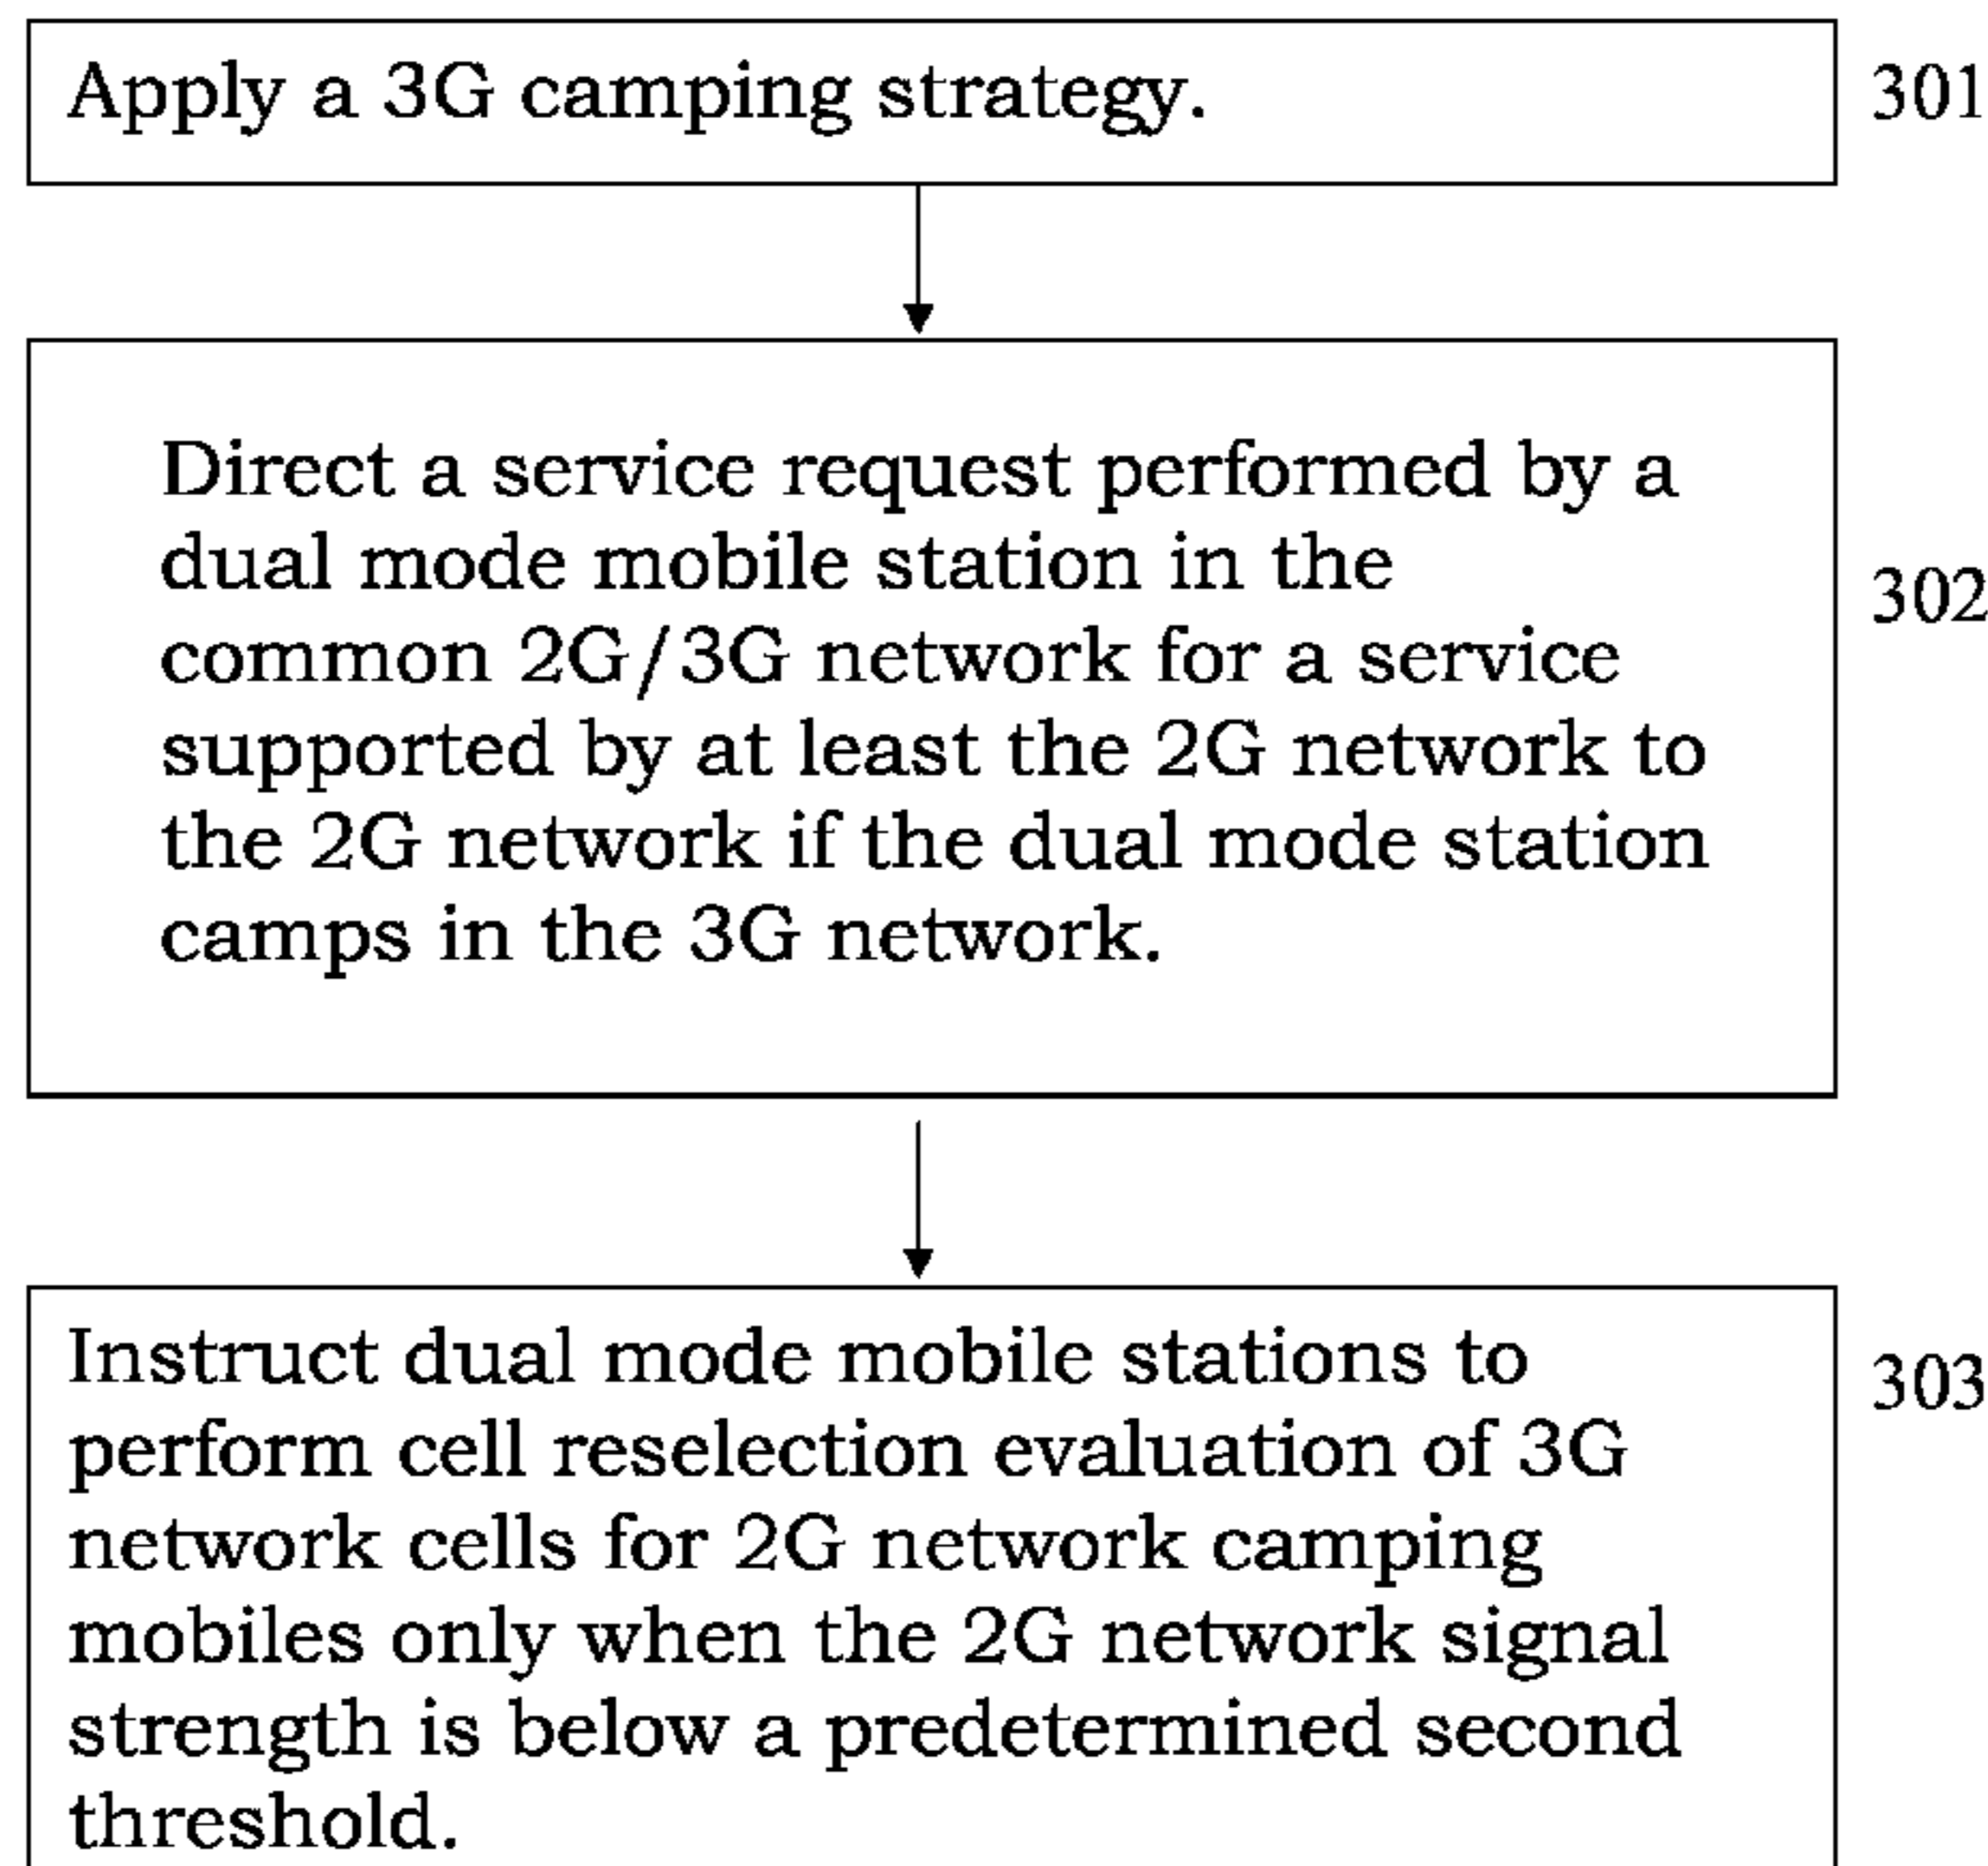 Apply a 3G camping strategy.
301
Direct a service request performed by a
dual mode mobile station in the
common 2G/3G network for a service
supported by at least the 2G network to
the 2G network if the dual mode station
camps in the 3G network.
302
Instruct dual mode mobile stations to
perform cell reselection evaluation of 3G
network cells for 2G network camping
mobiles only when the 2G network signal
strength is below a predetermined second
threshold.
303